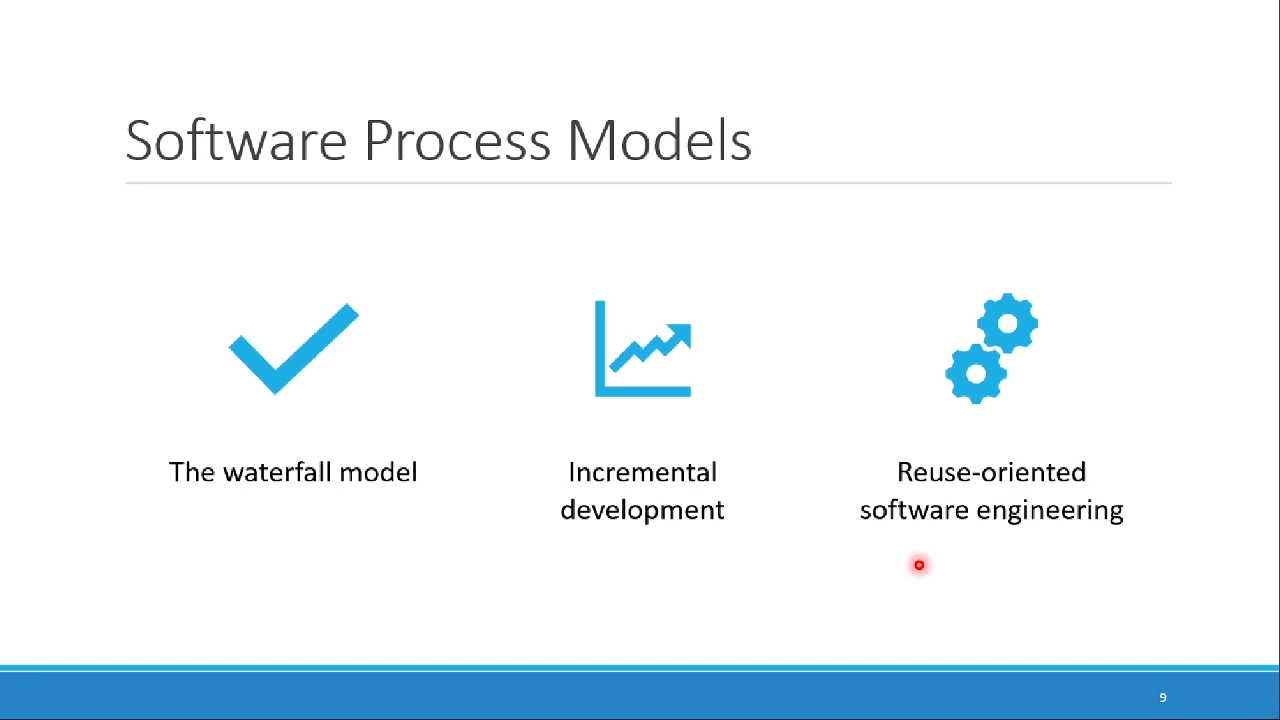 Software Process Models
The waterfall model
Incremental
development
Reuse-oriented
software engineering
9